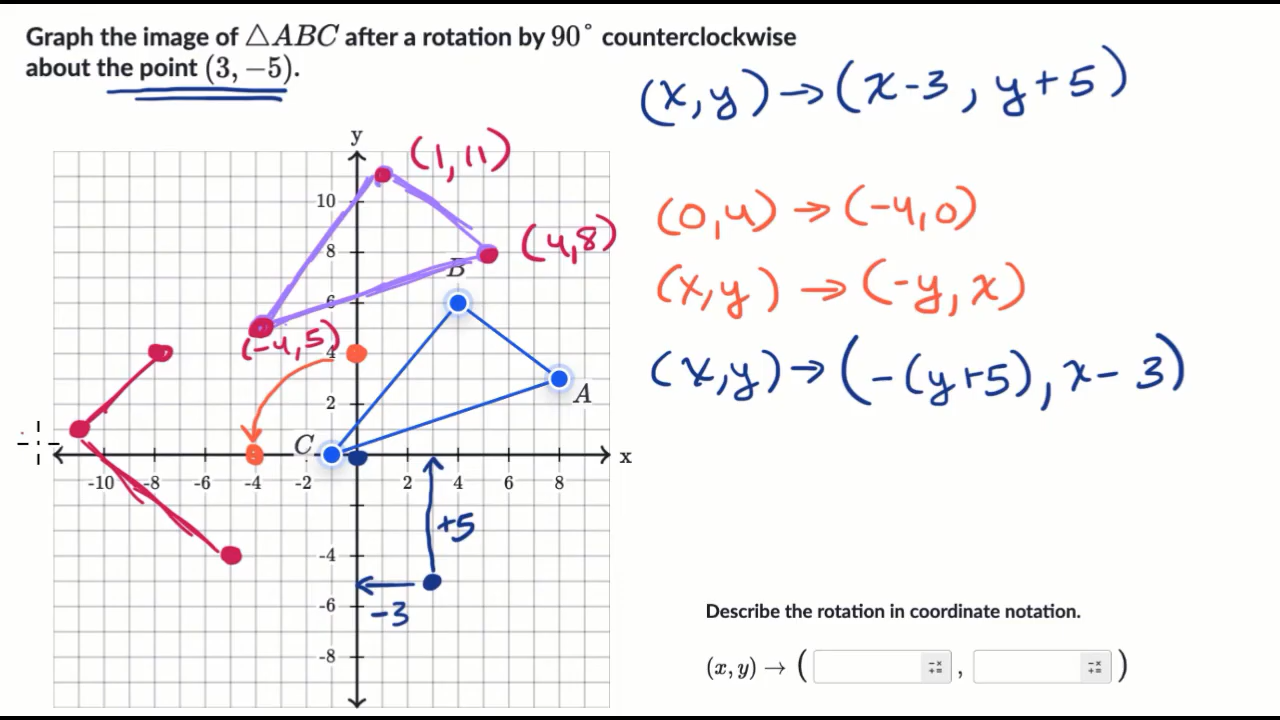 Graph the image of △ABC after a rotation by 90° counterclockwise
about the point (3, −5).
(x, y) → (x-3, y+5)
y
(1, 11)
10
(0, 4) → (-4, 0)
8
(4, 8)
B
6
(x, y) → (-y, x)
(-4, 5)
4
(x, y) → (-(y+5), x-3)
2
A
C
x
-10 -8 -6 -4 -2 2 4 6 8
+5
-4
-6
-3
-8
Describe the rotation in coordinate notation.
(x, y) → ( , )